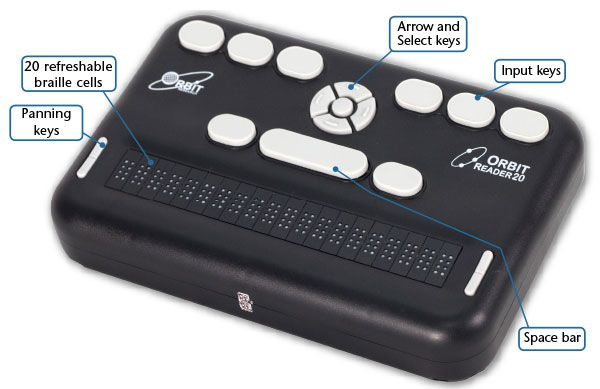 Arrow and
Select keys
20 refreshable
braille cells
Input keys
Panning
keys
ORBIT
ORBIT
READER 20
Space bar